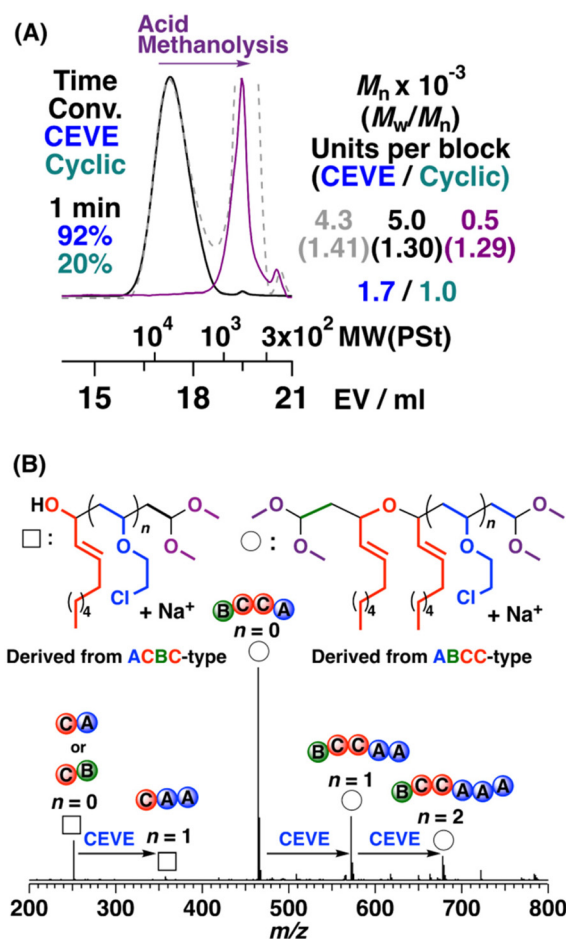 (A)
Acid
Methanolysis
Time
Conv.
CEVE
Cyclic
1 min
92%
20%
Mn x 10-3
(Mw/Mn)
Units per block
(CEVE / Cyclic)
4.3 5.0 0.5
(1.41) (1.30) (1.29)
1.7 / 1.0
10^4 10^3 3x10^2 MW(PSt)
15 18 21 EV / ml
(B)
HO O O O n Cl ( )4 + Na+
O O O O n O O Cl ( )4 ( )4 + Na+
□ :
○ :
Derived from ACBC-type
Derived from ABCC-type
B C C A
n = 0
C A
or
C B
n = 0
C A A
n = 1
B C C A A
n = 1
B C C A A A
n = 2
CEVE CEVE CEVE
200 300 400 500 600 700 800
m/z